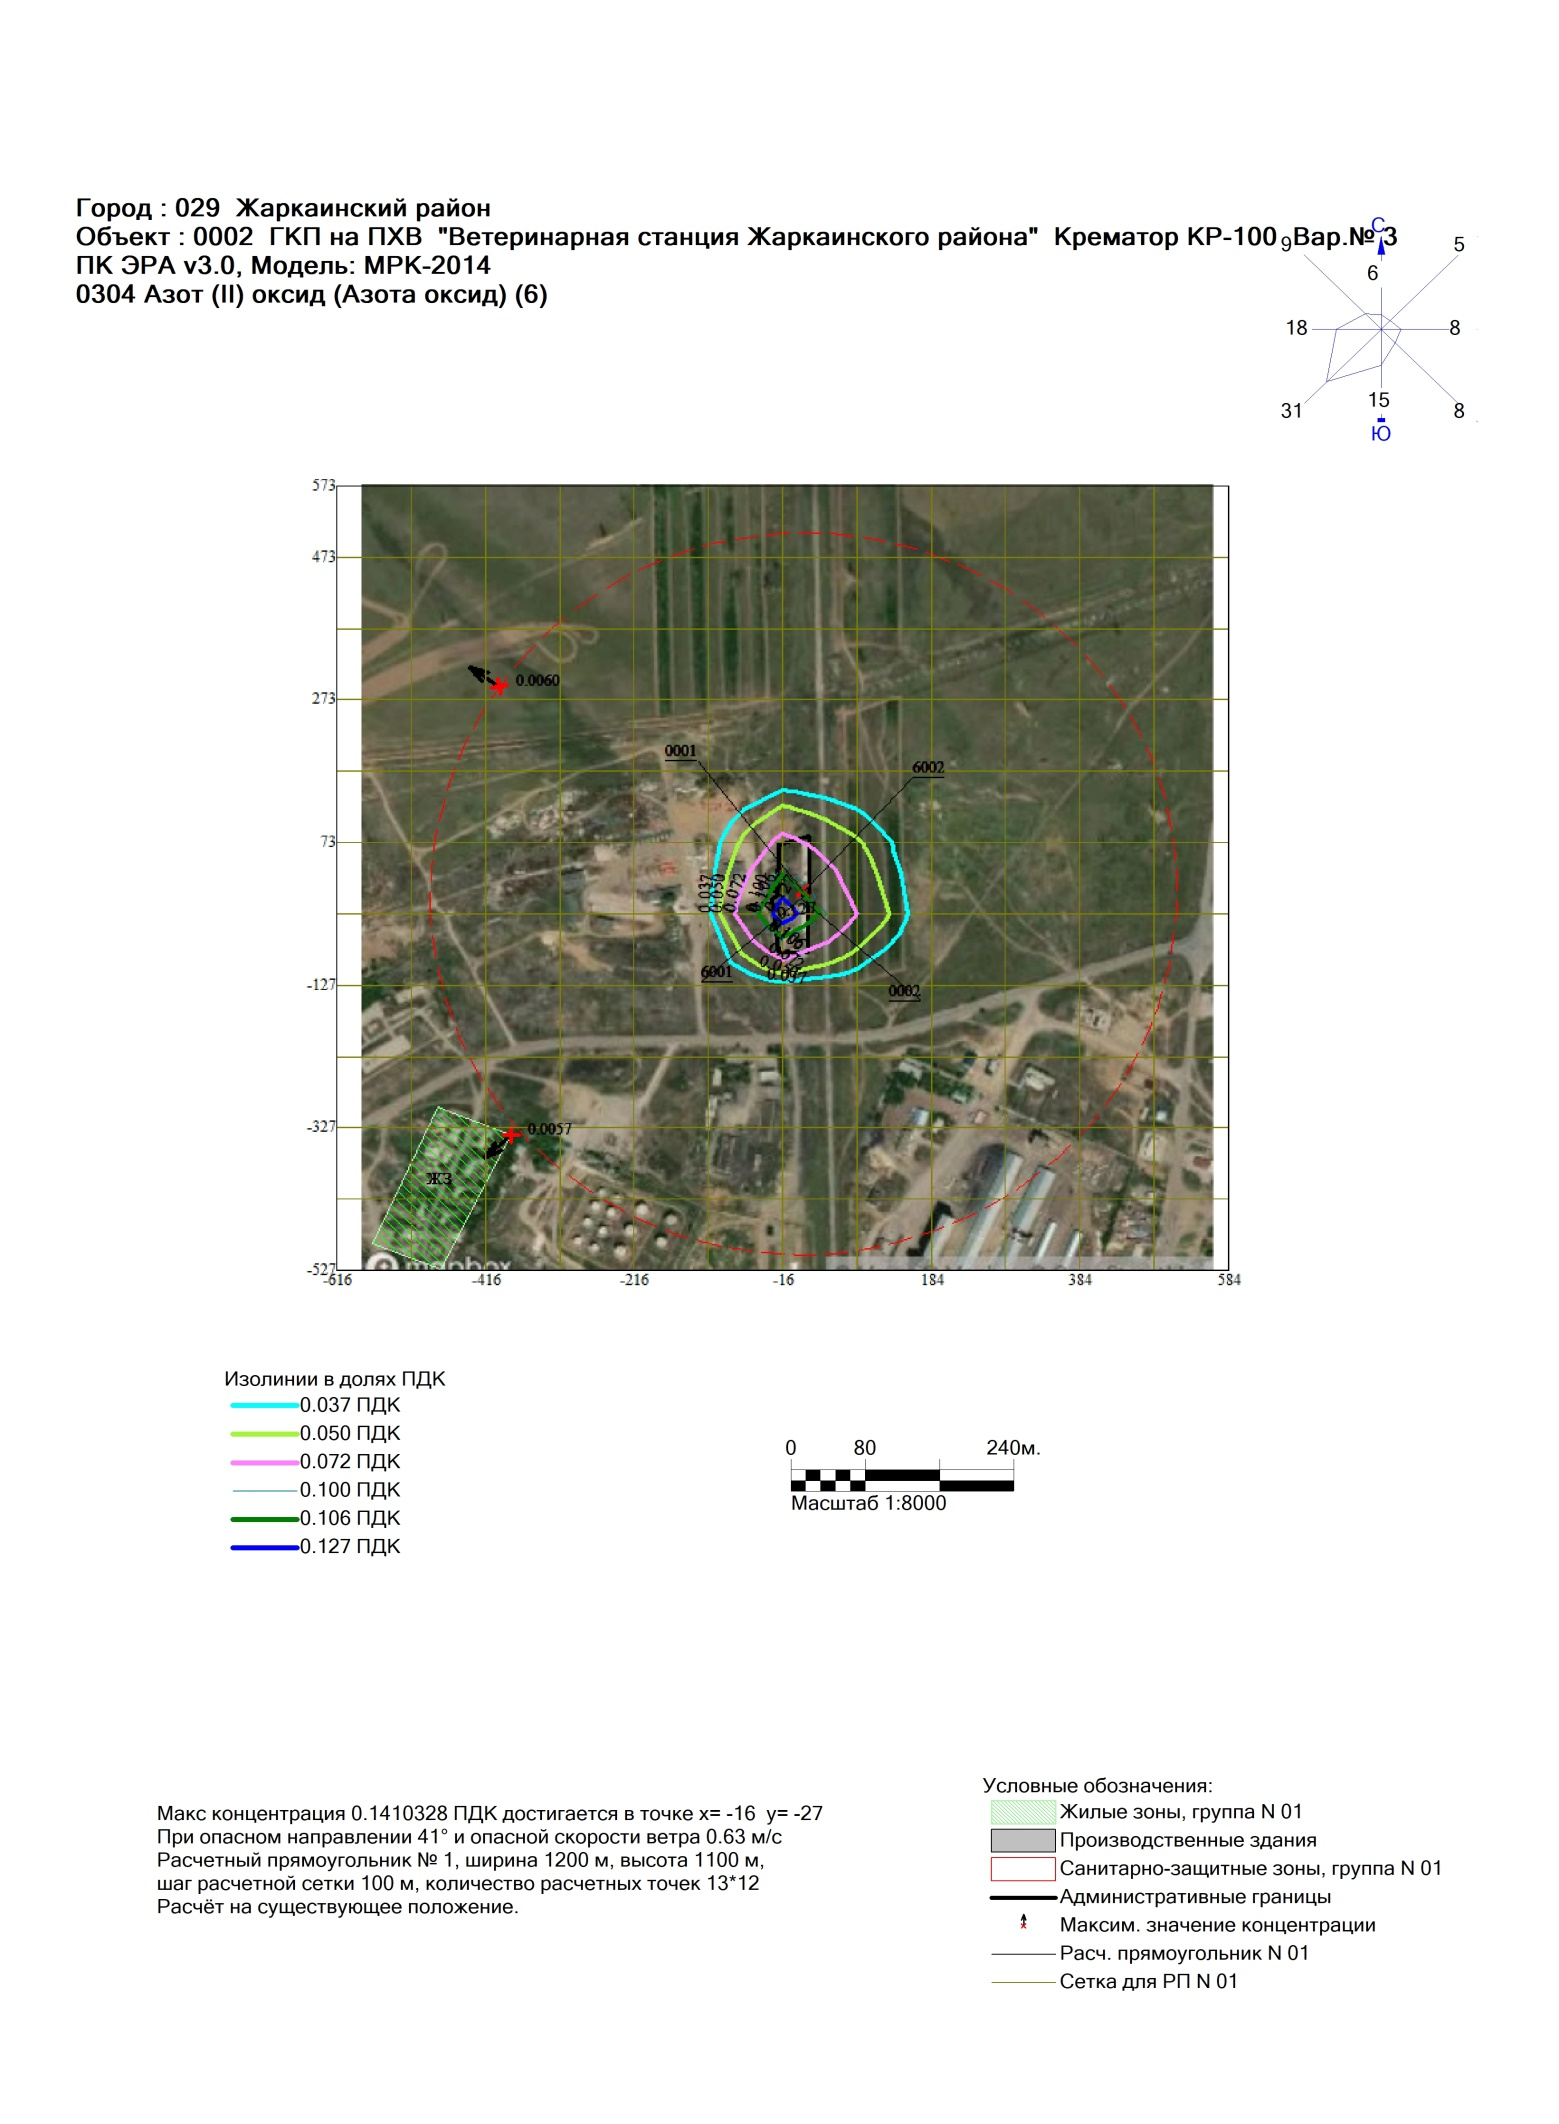 Город : 029 Жаркаинский район
Объект : 0002 ГКП на ПХВ "Ветеринарная станция Жаркаинского района" Крематор КР-100 Вар.№ 3
ПК ЭРА v3.0, Модель: МРК-2014
0304 Азот (II) оксид (Азота оксид) (6)
С
9
5
6
18
8
15
31
8
Ю
573
473
0.0060
273
0001
6002
73
0.037
0.050
0.072
6001
0002
-127
-327
0.0057
ЖЗ
mapbox
-527
-616 -416 -216 -16 184 384 584
Изолинии в долях ПДК
0.037 ПДК
0.050 ПДК
0.072 ПДК
0.100 ПДК
0.106 ПДК
0.127 ПДК
0 80 240м.
Масштаб 1:8000
Макс концентрация 0.1410328 ПДК достигается в точке x= -16 y= -27
При опасном направлении 41° и опасной скорости ветра 0.63 м/с
Расчетный прямоугольник № 1, ширина 1200 м, высота 1100 м,
шаг расчетной сетки 100 м, количество расчетных точек 13*12
Расчёт на существующее положение.
Условные обозначения:
Жилые зоны, группа N 01
Производственные здания
Санитарно-защитные зоны, группа N 01
Административные границы
Максим. значение концентрации
Расч. прямоугольник N 01
Сетка для РП N 01